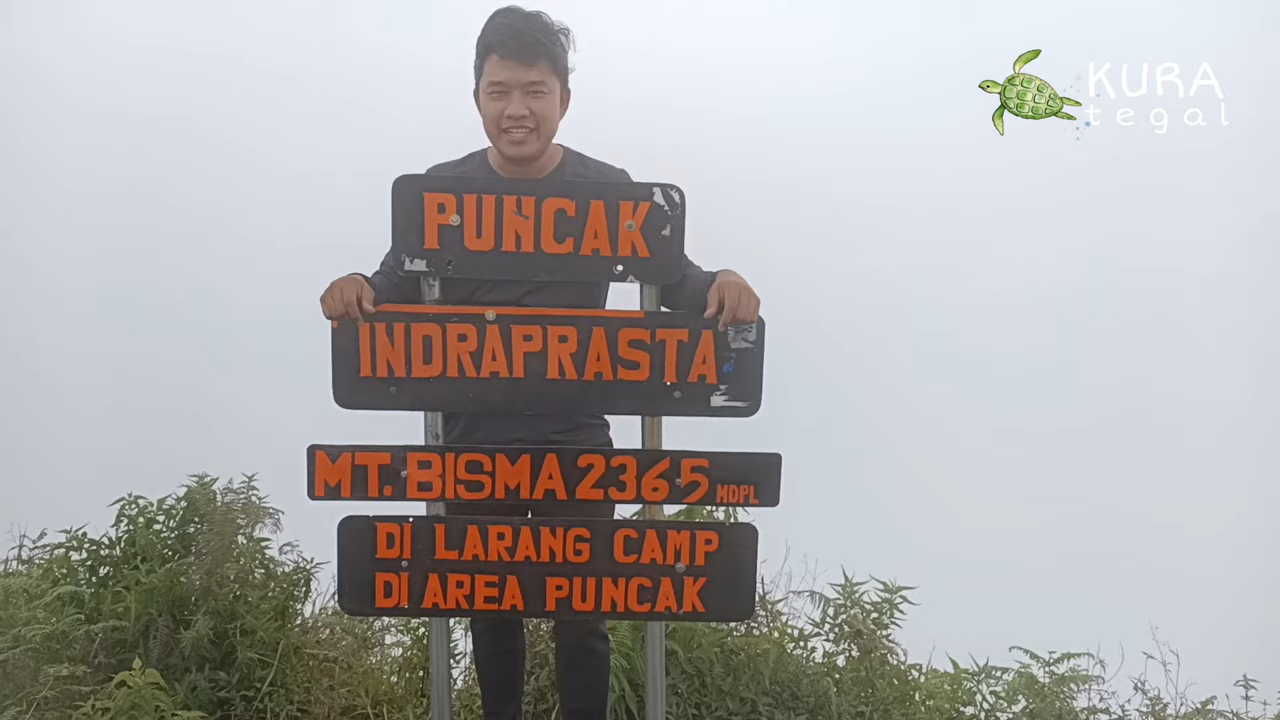 KURA
tegal
PUNCAK
INDRAPRASTA
MT. BISMA 2365 MDPL
DI LARANG CAMP
DI AREA PUNCAK